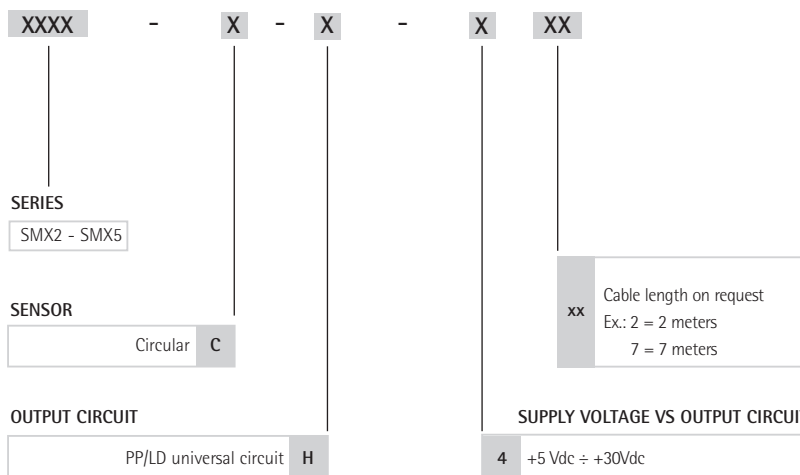 XXXX - X - X - X XX
SERIES
SMX2 - SMX5
SENSOR
Circular C
xx Cable length on request
Ex.: 2 = 2 meters
7 = 7 meters
OUTPUT CIRCUIT
PP/LD universal circuit H
SUPPLY VOLTAGE VS OUTPUT CIRCUI
4 +5 Vdc ÷ +30Vdc